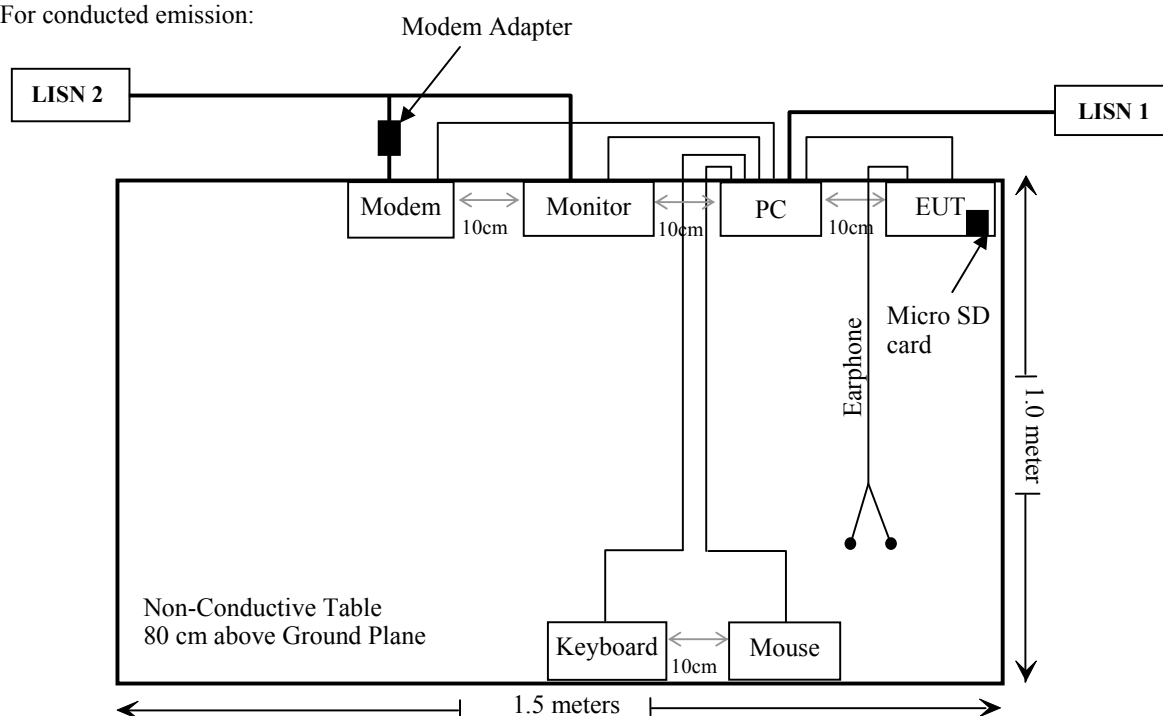 For conducted emission:
Modem Adapter
LISN 2
LISN 1
Modem
Monitor
PC
EUT
10cm
10cm
10cm
Micro SD
card
Earphone
1.0 meter
Non-Conductive Table
80 cm above Ground Plane
Keyboard
Mouse
10cm
1.5 meters